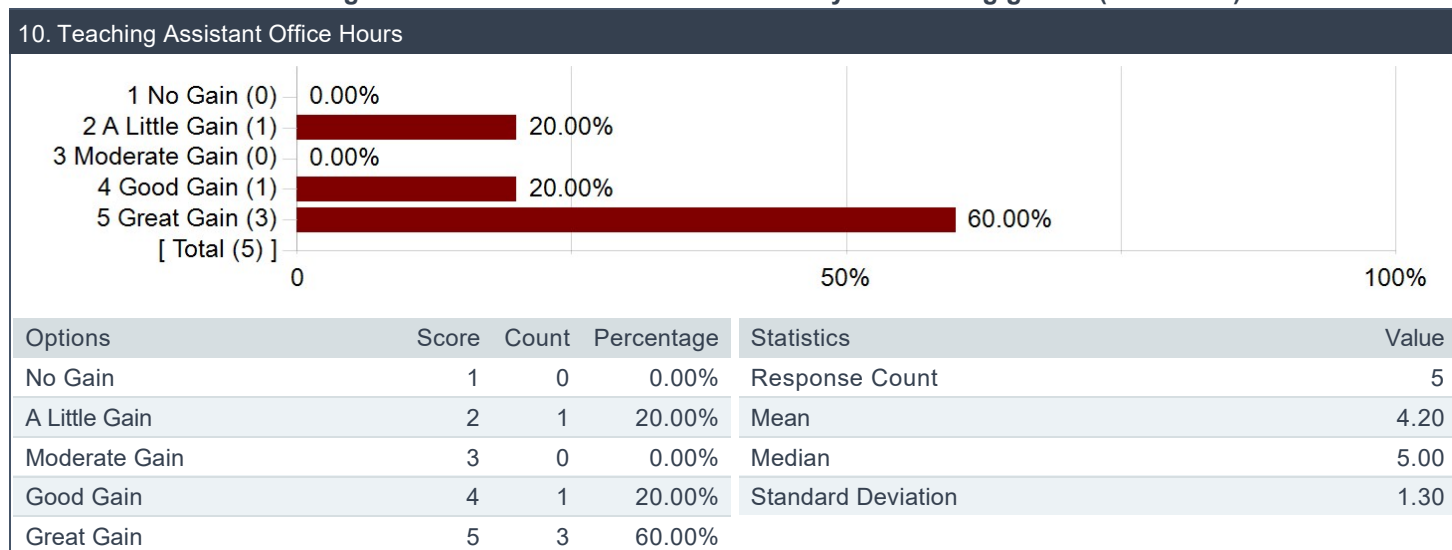 10. Teaching Assistant Office Hours
1 No Gain (0) 0.00%
2 A Little Gain (1) 20.00%
3 Moderate Gain (0) 0.00%
4 Good Gain (1) 20.00%
5 Great Gain (3) 60.00%
[ Total (5) ]
0 50% 100%
Options Score Count Percentage
No Gain 1 0 0.00%
A Little Gain 2 1 20.00%
Moderate Gain 3 0 0.00%
Good Gain 4 1 20.00%
Great Gain 5 3 60.00%
Statistics Value
Response Count 5
Mean 4.20
Median 5.00
Standard Deviation 1.30